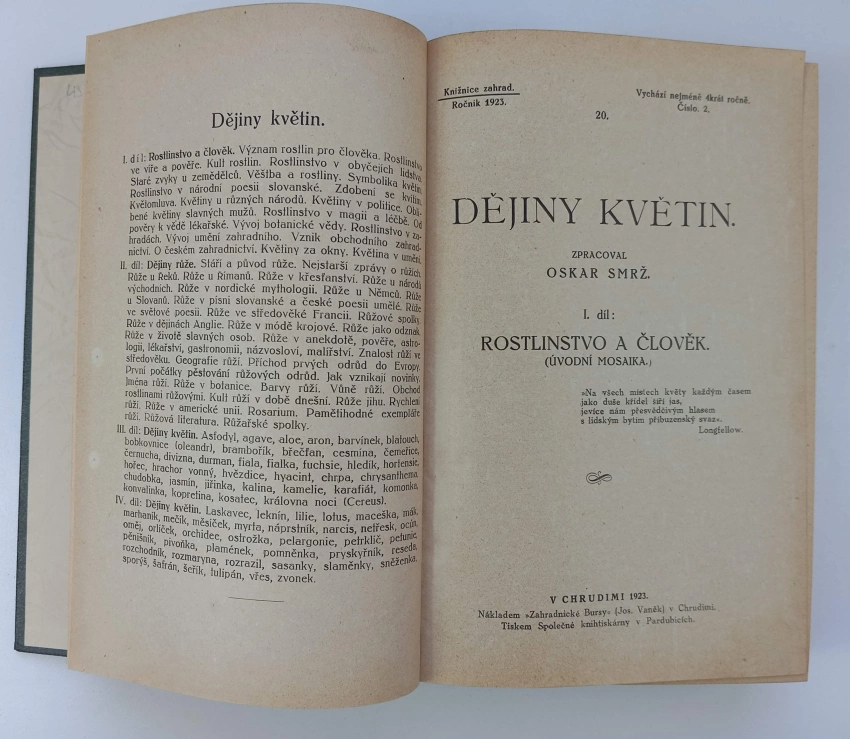 Dějiny květin.
I. díl: Rostlinstvo a člověk. Význam rostlin pro člověka. Rostlinstvo
ve víře a pověře. Kult rostlin. Rostlinstvo v obyčejích lidstva.
Staré zvyky u zemědělců. Věštba a rostliny. Symbolika květin.
Rostlinstvo v národní poesii slovanské. Zdobení se kvítím.
Květomluva. Květiny u různých národů. Květiny v politice. Oblí-
bené květiny slavných mužů. Rostlinstvo v magii a léčbě. Od
pověry k vědě lékařské. Vývoj botanické vědy. Rostlinstvo v za-
hradách. Vývoj umění zahradního. Vznik obchodního zahrad-
nictví. O českém zahradnictví. Květiny za okny. Květina v umění.
II. díl: Dějiny růže. Stáří a původ růže. Nejstarší zprávy o růžích.
Růže u Řeků. Růže u Římanů. Růže v křesťanství. Růže u národů
východních. Růže v nordické mythologii. Růže u Němců. Růže
u Slovanů. Růže v písni slovanské a české poesii umělé. Růže
ve světové poesii. Růže ve středověké Francii. Růžové spolky.
Růže v dějinách Anglie. Růže v módě krojové. Růže jako odznak.
Růže v životě slavných osob. Růže v anekdotě, pověře, astro-
logii, lékařství, gastronomii, názvosloví, malířství. Znalost růží ve
středověku. Geografie růží. Příchod prvých odrůd do Evropy.
První počátky pěstování růžových odrůd. Jak vznikají novinky.
Jména růží. Růže v botanice. Barvy růží. Vůně růží. Obchod
rostlinami růžovými. Kult růží v době dnešní. Růže jihu. Rychlení
růží. Růže v americké unii. Rosarium. Pamětihodné exempláře
růží. Růžová literatura. Růžařské spolky.
III. díl: Dějiny květin. Asfodyl, agave, aloe, aron, barvínek, blatouch,
bobkovnice (oleandr), brambořík, břečťan, cesmina, čemeřice,
černucha, divizna, durman, fiala, fialka, fuchsie, hledík, hortensie,
hořec, hrachor vonný, hvězdice, hyacint, chrpa, chrysanthema,
chudobka, jasmín, jiřinka, kalina, kamelie, karafiát, komonka,
konvalinka, kopretina, kosatec, královna noci (Cereus).
IV. díl: Dějiny květin. Laskavec, leknín, lilie, lotus, maceška, mák,
marhaník, mečík, měsíček, myrta, náprstník, narcis, netřesk, ocún,
oměj, orlíček, orchidee, ostrožka, pelargonie, petrklíč, petunie,
pěnišník, pivoňka, plamének, pomněnka, pryskyřník, reseda,
rozchodník, rozmaryna, rozrazil, sasanky, slaměnky, sněženka,
sporýš, šafrán, šeřík, tulipán, vřes, zvonek.
Knižnice zahrad.
Ročník 1923.
Vychází nejméně 4krát ročně.
Číslo. 2.
20.
DĚJINY KVĚTIN.
ZPRACOVAL
OSKAR SMRŽ.
I. díl:
ROSTLINSTVO A ČLOVĚK.
(ÚVODNÍ MOSAIKA.)
»Na všech místech květy každým časem
jako duše křídel šíří jas,
jevíce nám přesvědčivým hlasem
s lidským bytím příbuzenský svaz«.
Longfellow.
V CHRUDIMI 1923.
Nákladem »Zahradnické Bursy« (Jos. Vaněk) v Chrudimi.
Tiskem Společné knihtiskárny v Pardubicích.